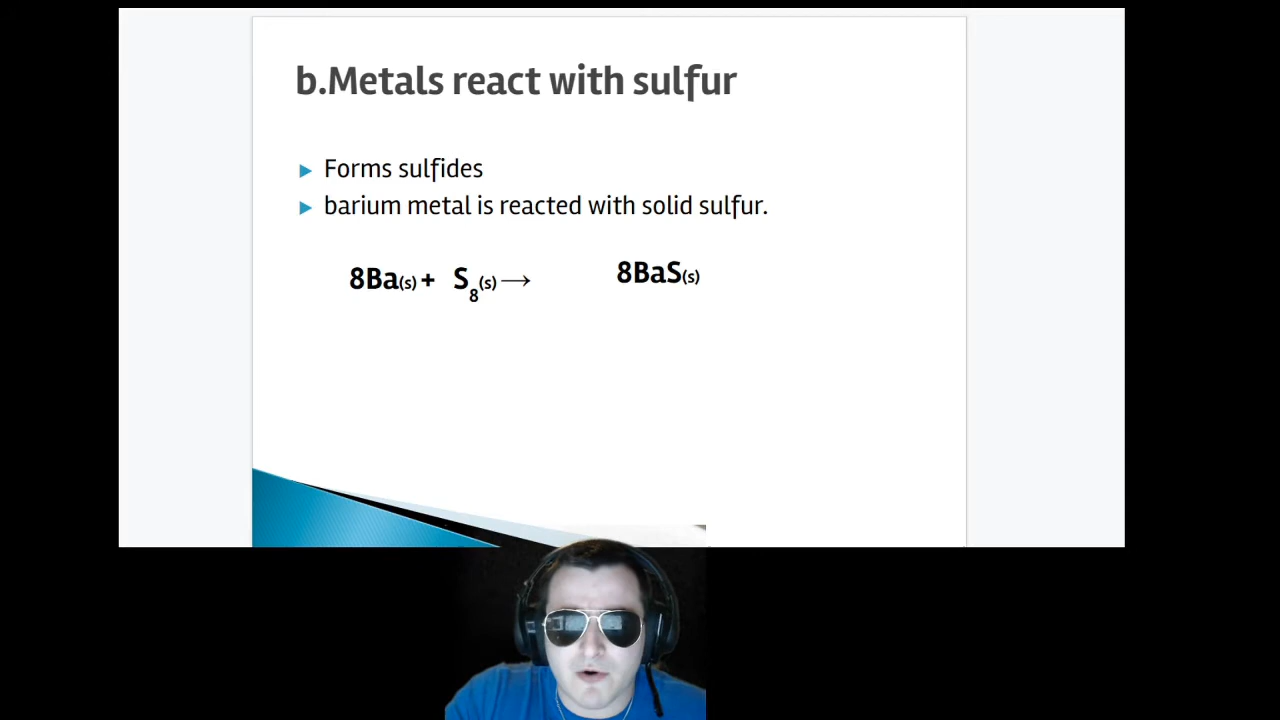 b.Metals react with sulfur
Forms sulfides
barium metal is reacted with solid sulfur.
8Ba(s) + S8(s) → 8BaS(s)